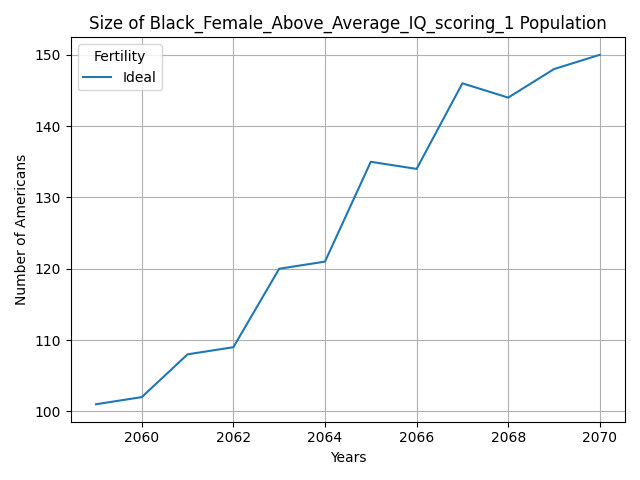 Size of Black_Female_Above_Average_IQ_scoring_1 Population
Fertility
Ideal
150
140
130
120
110
100
Number of Americans
2060 2062 2064 2066 2068 2070
Years